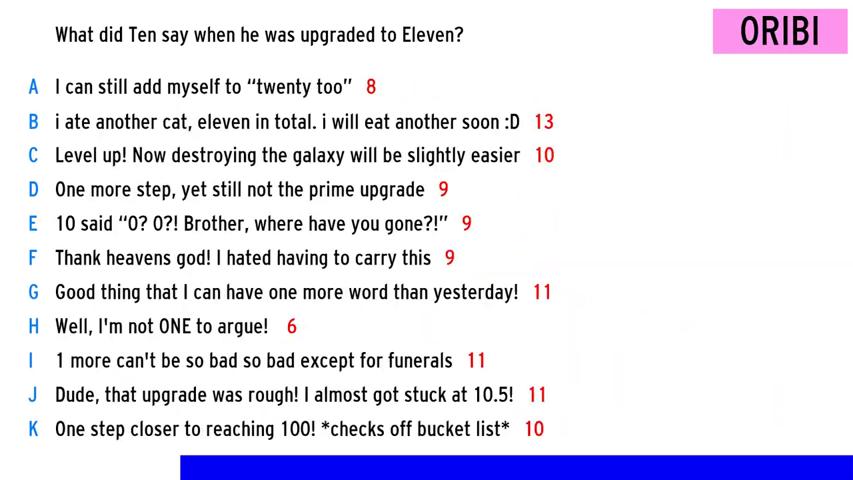 What did Ten say when he was upgraded to Eleven?
ORIBI
A I can still add myself to “twenty too” 8
B i ate another cat, eleven in total. i will eat another soon :D 13
C Level up! Now destroying the galaxy will be slightly easier 10
D One more step, yet still not the prime upgrade 9
E 10 said “0? 0?! Brother, where have you gone?!” 9
F Thank heavens god! I hated having to carry this 9
G Good thing that I can have one more word than yesterday! 11
H Well, I'm not ONE to argue! 6
I 1 more can't be so bad so bad except for funerals 11
J Dude, that upgrade was rough! I almost got stuck at 10.5! 11
K One step closer to reaching 100! *checks off bucket list* 10